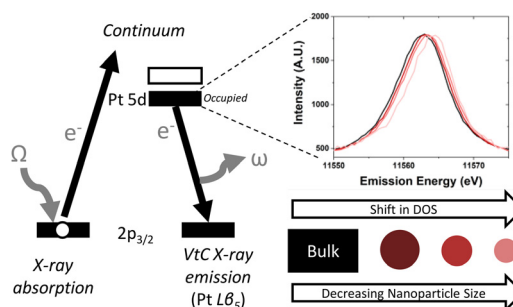 Continuum
Pt 5d
Occupied
e-
e-
Ω
ω
2p3/2
X-ray
absorption
VtC X-ray
emission
(Pt Lβ5)
Intensity (A.U.)
2000
1500
1000
500
11550
11560
11570
Emission Energy (eV)
Shift in DOS
Bulk
Decreasing Nanoparticle Size